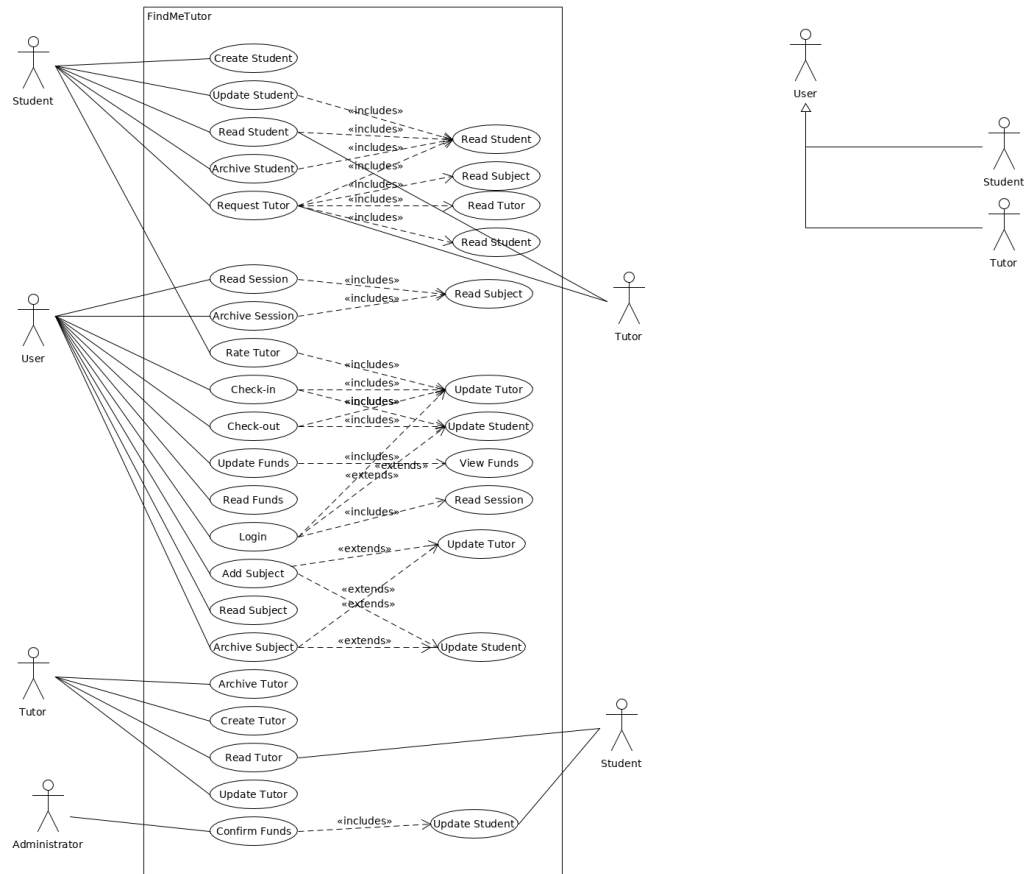 FindMeTutor
Student
Create Student
Update Student
«includes»
Read Student
«includes»
Read Student
Archive Student
«includes»
«includes»
Read Subject
Request Tutor
«includes»
«includes»
Read Tutor
«includes»
Read Student
User
Read Session
«includes»
Read Subject
Archive Session
«includes»
Tutor
Rate Tutor
«includes»
Check-in
«includes»
Update Tutor
«includes»
«includes»
Check-out
«includes»
Update Student
Update Funds
«includes»
«extends»
View Funds
«extends»
Read Funds
Read Session
Login
«includes»
«extends»
Update Tutor
Add Subject
«extends»
«extends»
Read Subject
Archive Subject
«extends»
Update Student
Tutor
Archive Tutor
Create Tutor
Read Tutor
Student
Update Tutor
Administrator
Confirm Funds
«includes»
Update Student
User
Student
Tutor